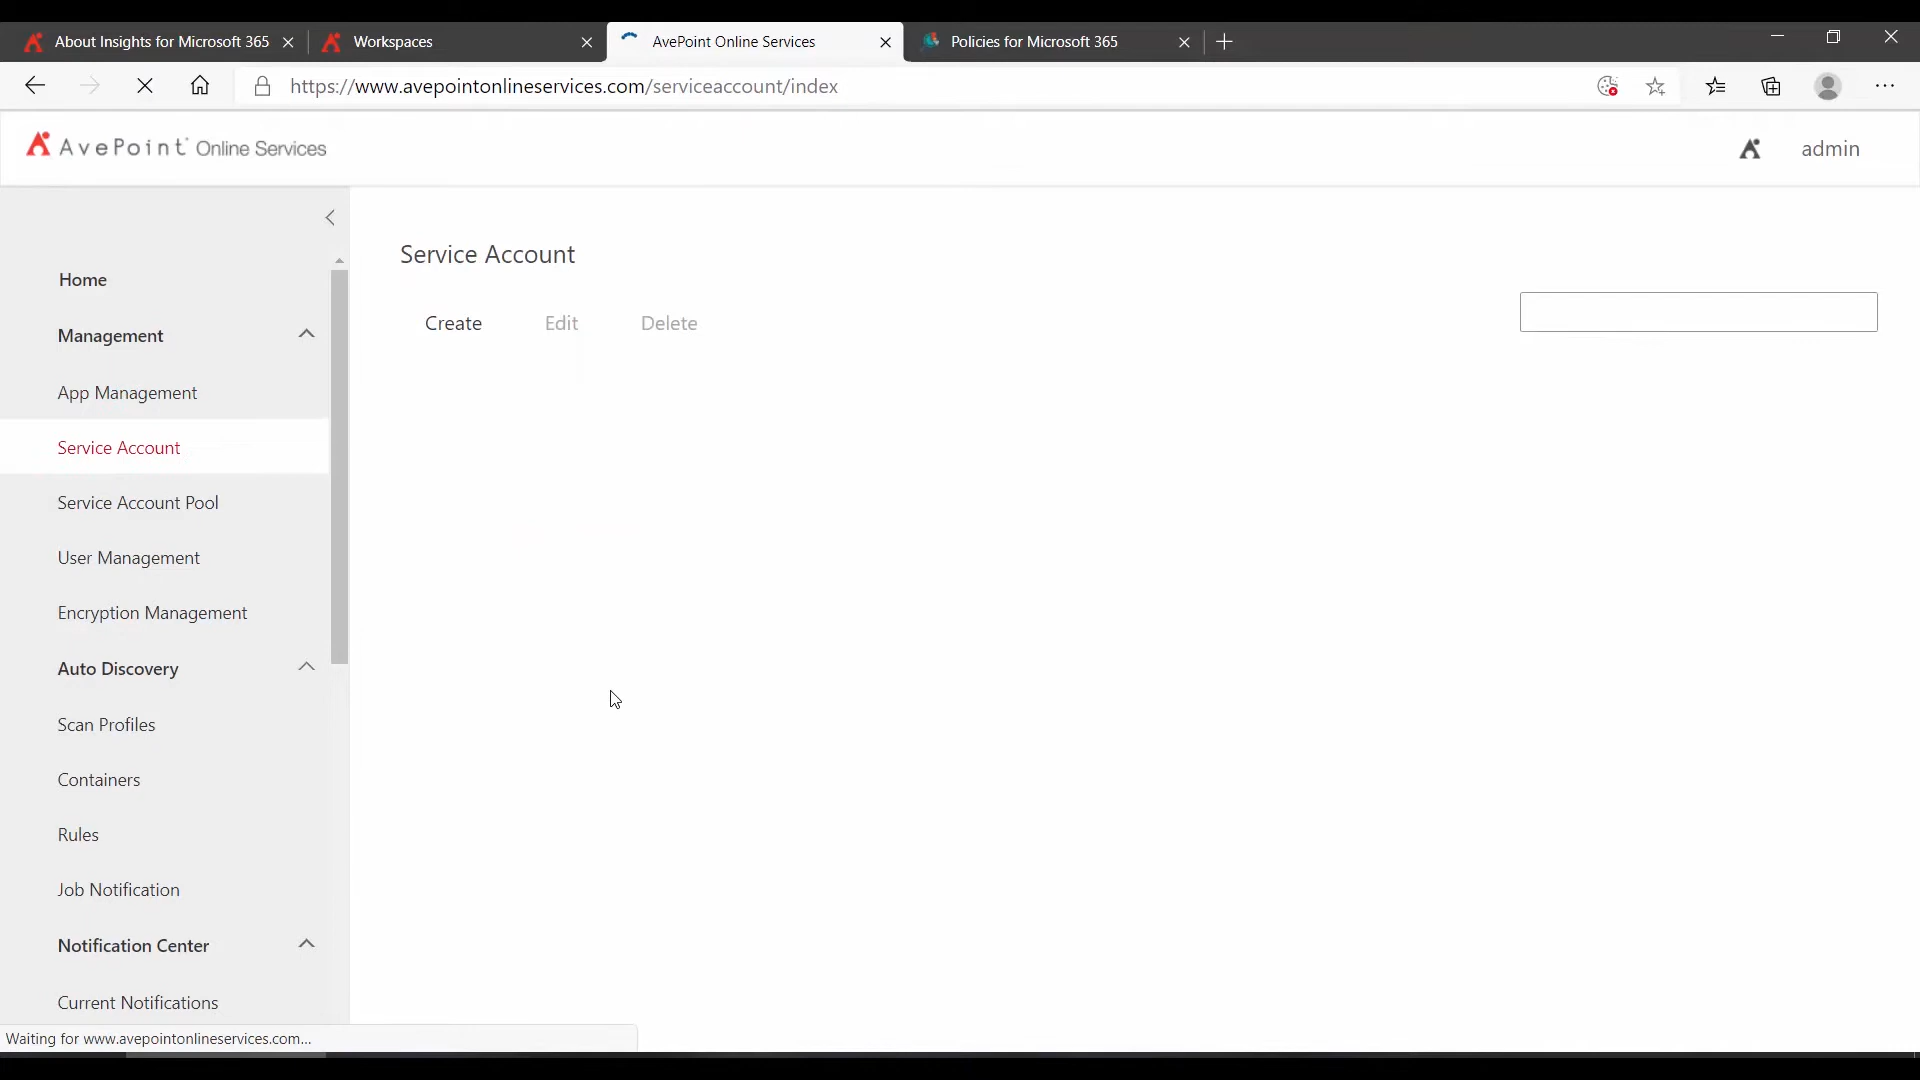 About Insights for Microsoft 365
Workspaces
AvePoint Online Services
Policies for Microsoft 365
https://www.avepointonlineservices.com/serviceaccount/index
AvePoint Online Services
admin
Home
Management
App Management
Service Account
Service Account Pool
User Management
Encryption Management
Auto Discovery
Scan Profiles
Containers
Rules
Job Notification
Notification Center
Current Notifications
Service Account
Create Edit Delete
Waiting for www.avepointonlineservices.com...